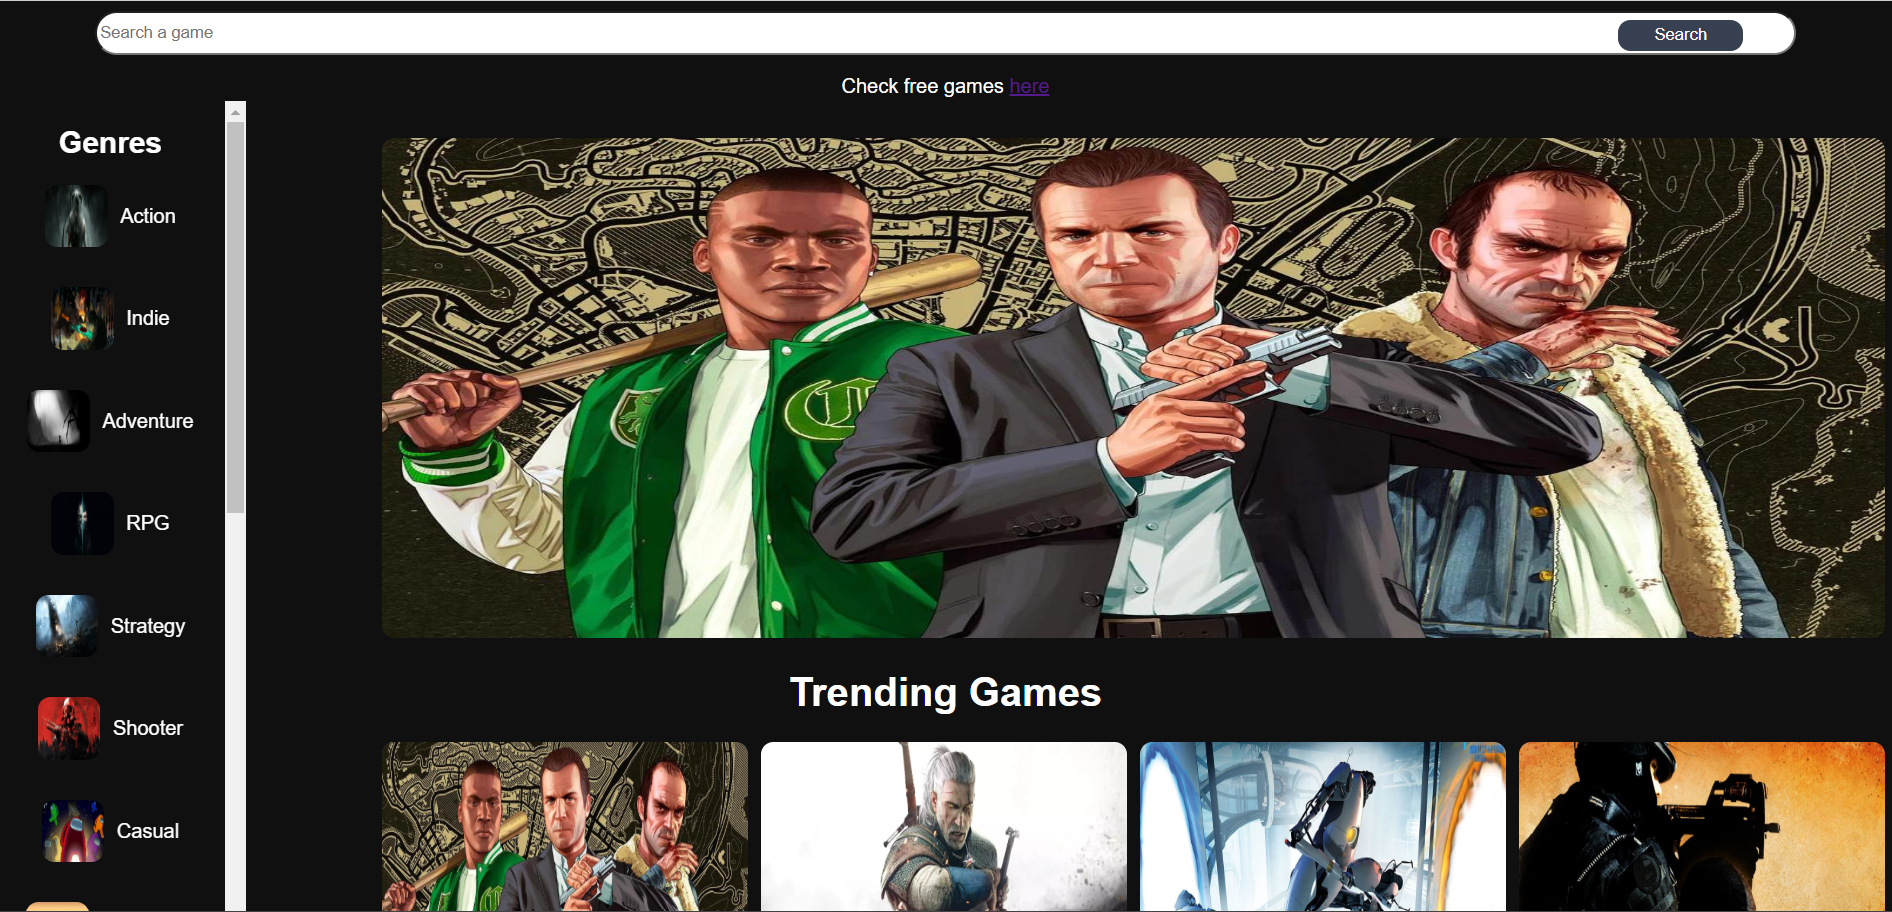 Search a game
Search
Check free games here
Genres
Action
Indie
Adventure
RPG
Strategy
Shooter
Casual
Trending Games